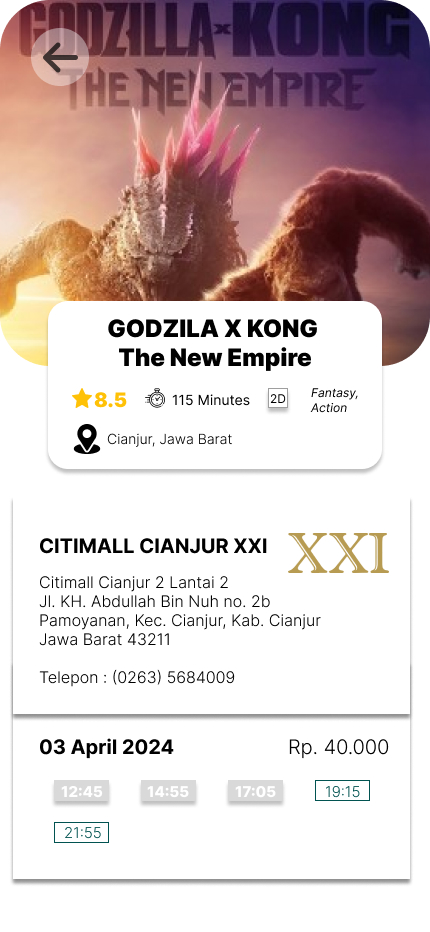 GODZILLA x KONG
THE NEW EMPIRE
GODZILA X KONG
The New Empire
8.5
115 Minutes
2D
Fantasy,
Action
Cianjur, Jawa Barat
CITIMALL CIANJUR XXI
XXI
Citimall Cianjur 2 Lantai 2
Jl. KH. Abdullah Bin Nuh no. 2b
Pamoyanan, Kec. Cianjur, Kab. Cianjur
Jawa Barat 43211
Telepon : (0263) 5684009
03 April 2024
Rp. 40.000
12:45 14:55 17:05 19:15
21:55